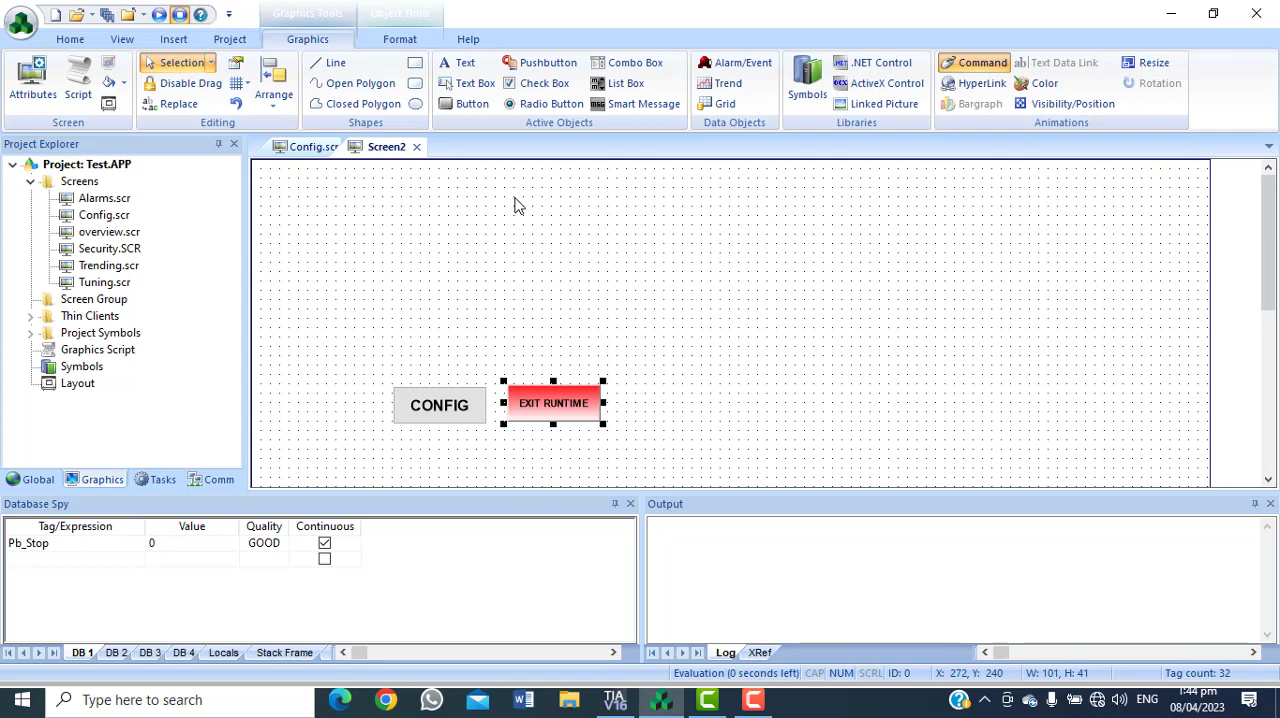 Graphics Tools Object Tools
Home View Insert Project Graphics Format Help
Attributes Script
Screen
Selection
Disable Drag
Replace
Arrange
Editing
Line
Open Polygon
Closed Polygon
Shapes
Text Pushbutton Combo Box
Text Box Check Box List Box
Button Radio Button Smart Message
Active Objects
Alarm/Event
Trend
Grid
Data Objects
Symbols
.NET Control
ActiveX Control
Linked Picture
Libraries
Command Text Data Link Resize
HyperLink Color Rotation
Bargraph Visibility/Position
Animations
Project Explorer
Project: Test.APP
Screens
Alarms.scr
Config.scr
overview.scr
Security.SCR
Trending.scr
Tuning.scr
Screen Group
Thin Clients
Project Symbols
Graphics Script
Symbols
Layout
Global Graphics Tasks Comm
Config.scr Screen2
CONFIG EXIT RUNTIME
Database Spy
Tag/Expression Value Quality Continuous
Pb_Stop 0 GOOD
DB 1 DB 2 DB 3 DB 4 Locals Stack Frame
Output
Log XRef
Evaluation (0 seconds left) CAP NUM SCRL ID: 0 X: 272, Y: 240 W: 101, H: 41 Tag count: 32
Type here to search
TIA V16
ENG
1:44 pm
08/04/2023